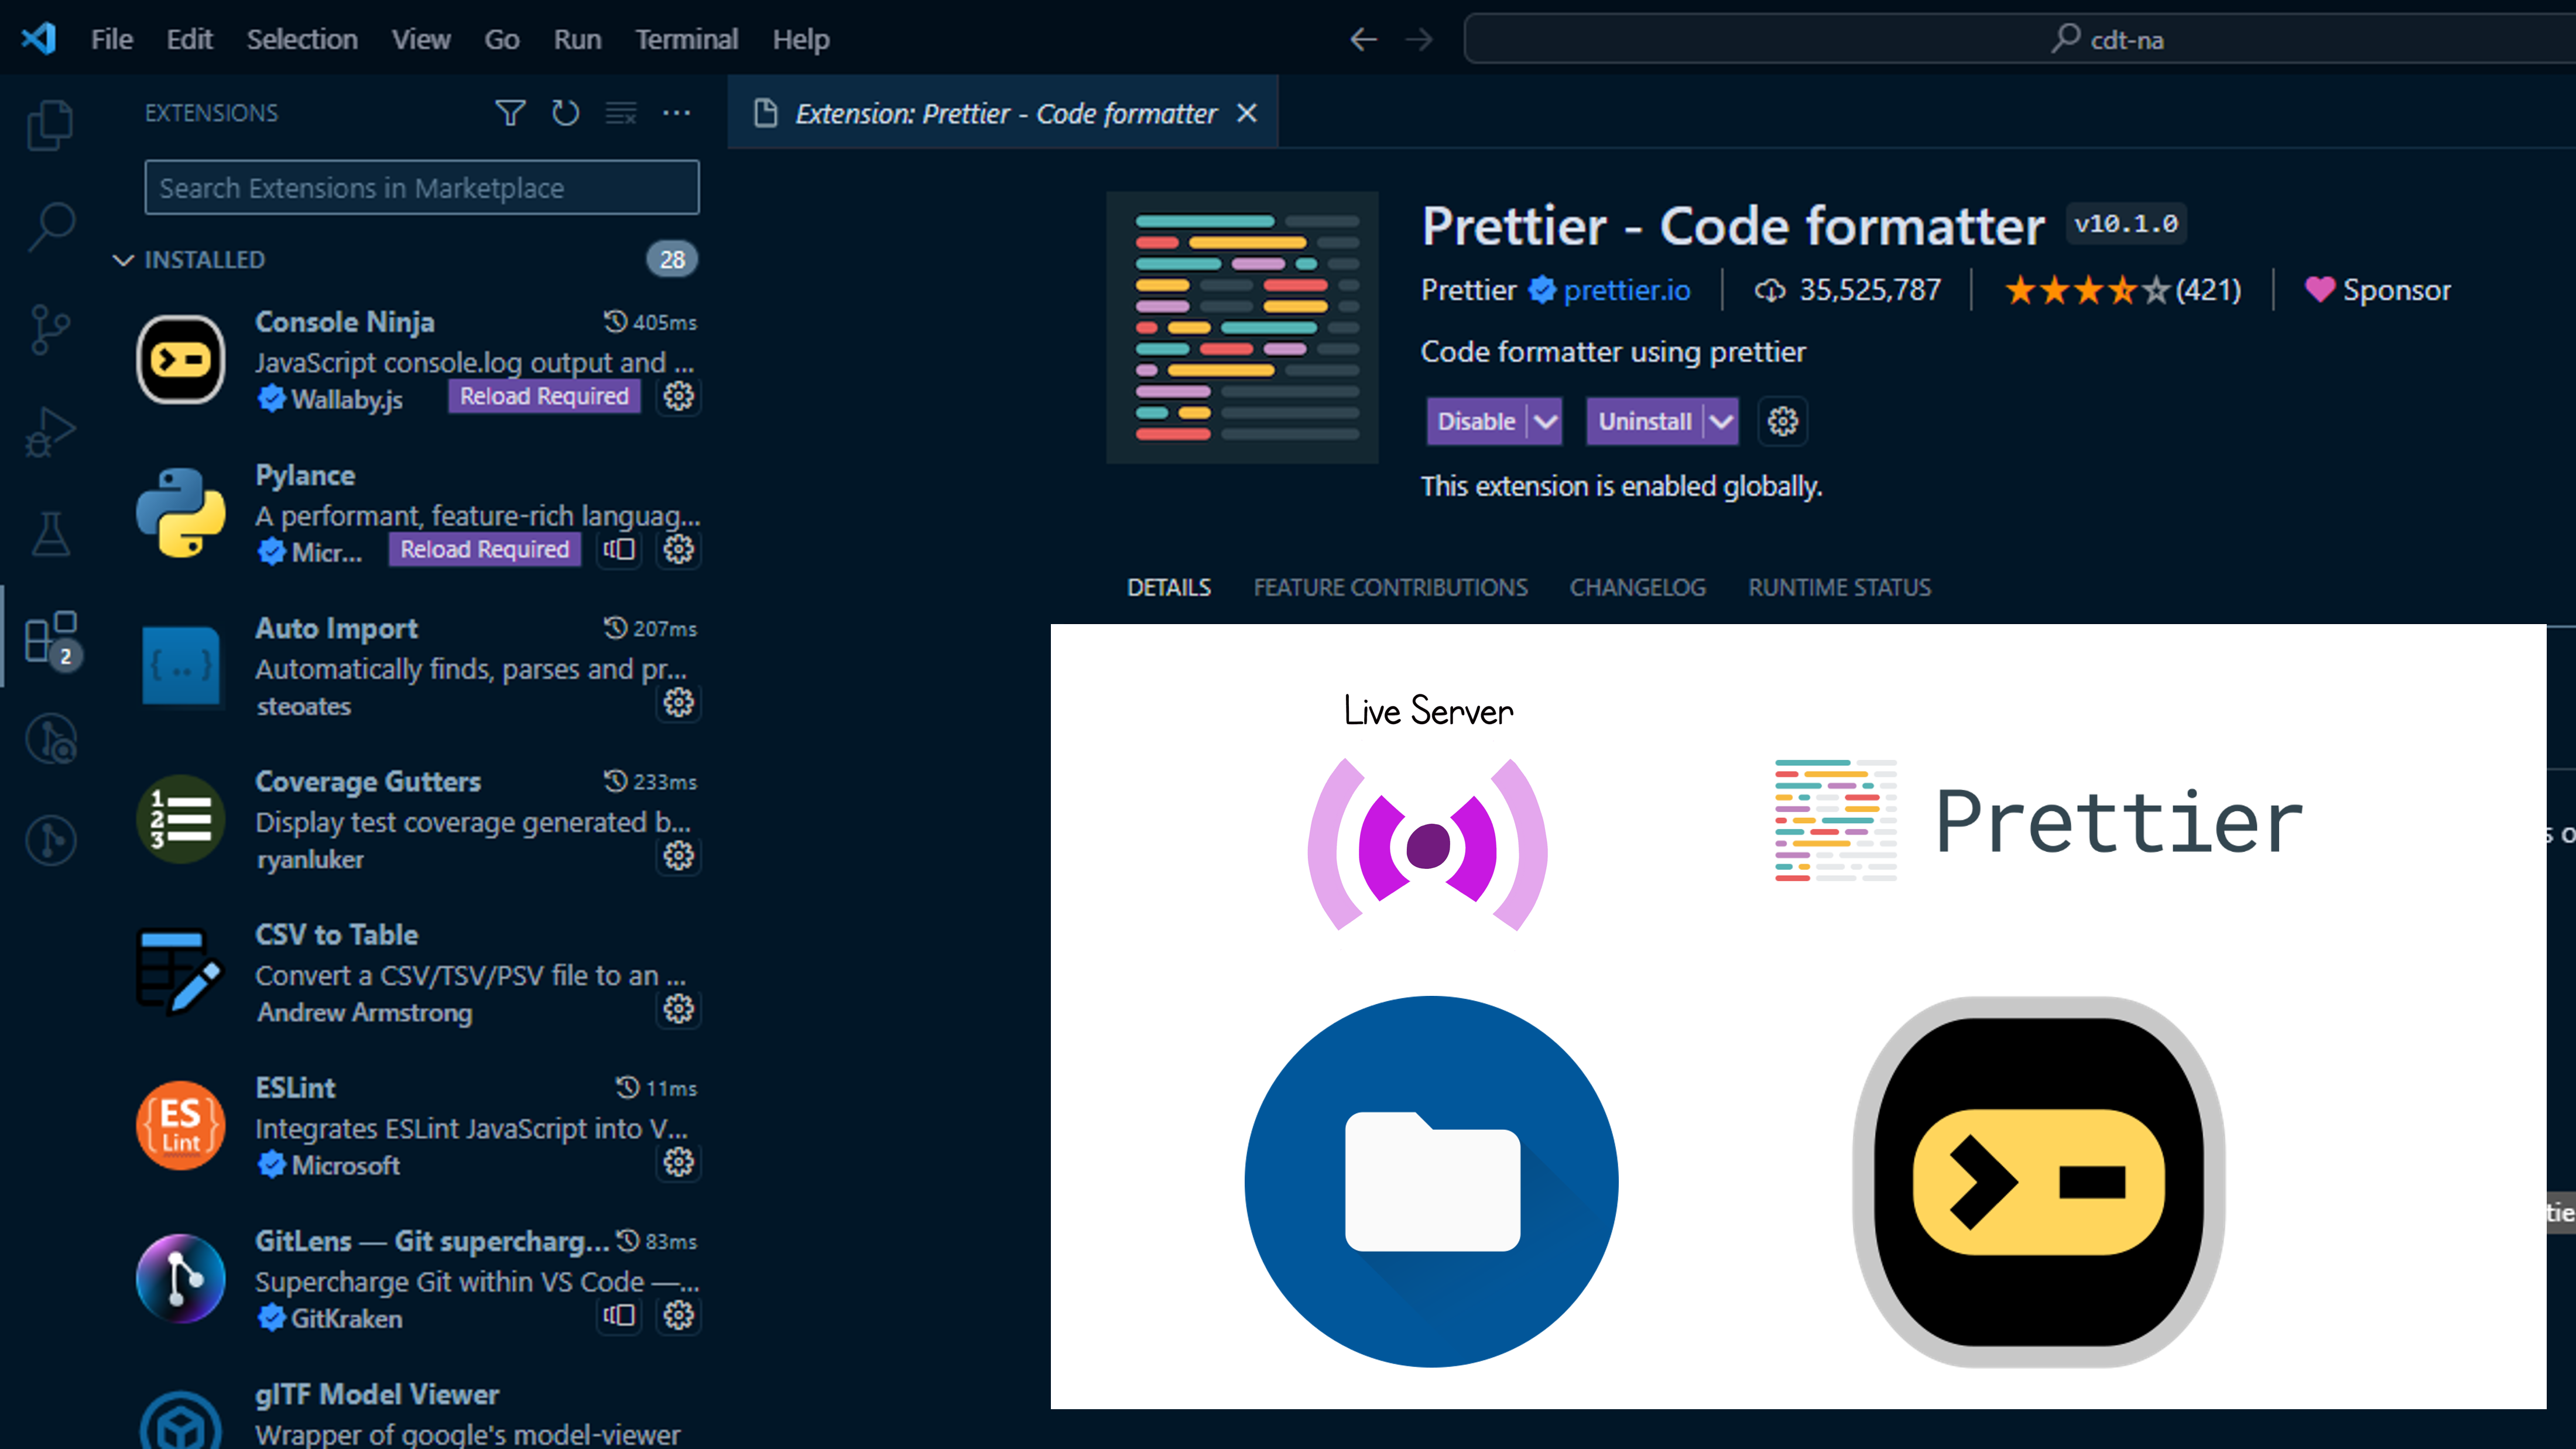 File Edit Selection View Go Run Terminal Help
cdt-na
EXTENSIONS
Search Extensions in Marketplace
INSTALLED 28
Console Ninja 405ms
JavaScript console.log output and ...
Wallaby.js Reload Required
Pylance
A performant, feature-rich languag...
Micr... Reload Required
Auto Import 207ms
Automatically finds, parses and pr...
steoates
2
Coverage Gutters 233ms
Display test coverage generated b...
ryanluker
1
2
3
CSV to Table
Convert a CSV/TSV/PSV file to an ...
Andrew Armstrong
ESLint 11ms
Integrates ESLint JavaScript into V...
Microsoft
{ES
Lint}
GitLens — Git supercharg... 83ms
Supercharge Git within VS Code —...
GitKraken
glTF Model Viewer
Wrapper of google's model-viewer
Extension: Prettier - Code formatter
Prettier - Code formatter v10.1.0
Prettier prettier.io 35,525,787 (421) Sponsor
Code formatter using prettier
Disable Uninstall
This extension is enabled globally.
DETAILS FEATURE CONTRIBUTIONS CHANGELOG RUNTIME STATUS
Live Server
Prettier
s o
tie